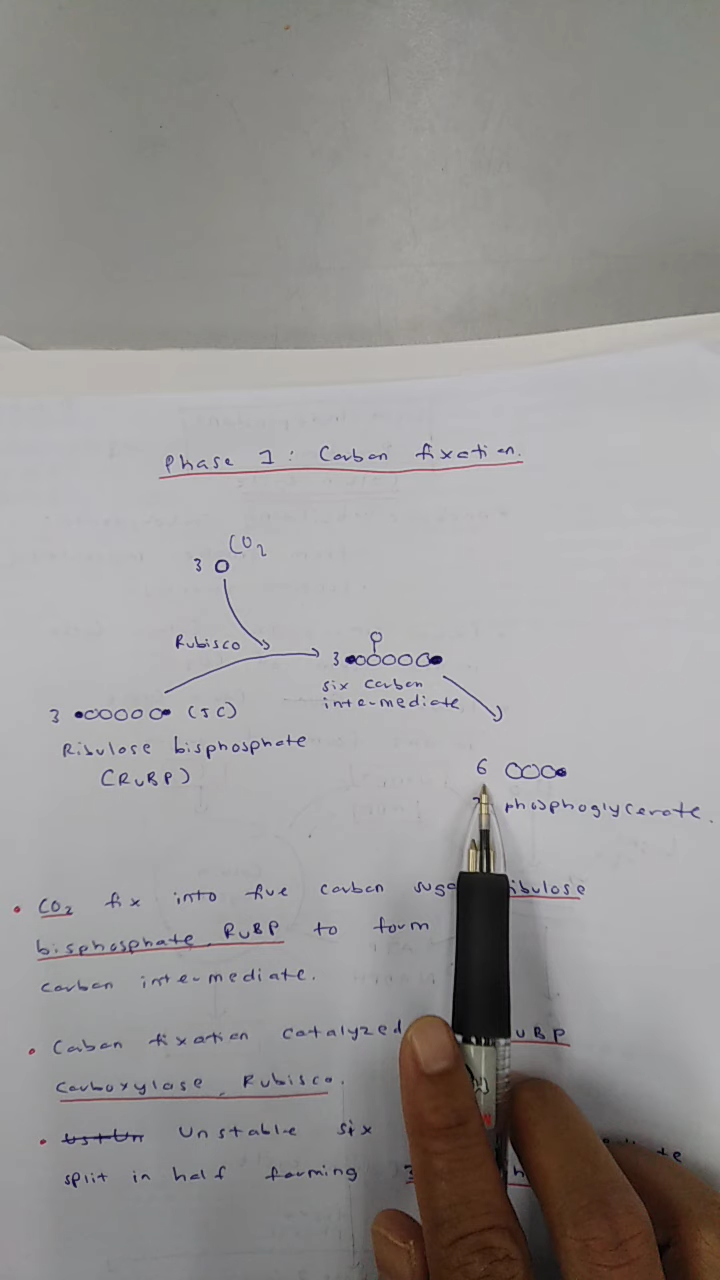 Phase 1: Carbon fixation.
CO2
3
Rubisco
3
six carbon
intermediate
3 (5C)
Ribulose bisphosphate
(RuBP)
6
phosphoglycerate.
• CO2 fix into five carbon ribulose
bisphosphate, RuBP to form
carbon intermediate.
• Caban fixation catalyzed
Carboxylase, Rubisco.
• Unstable six
split in half forming